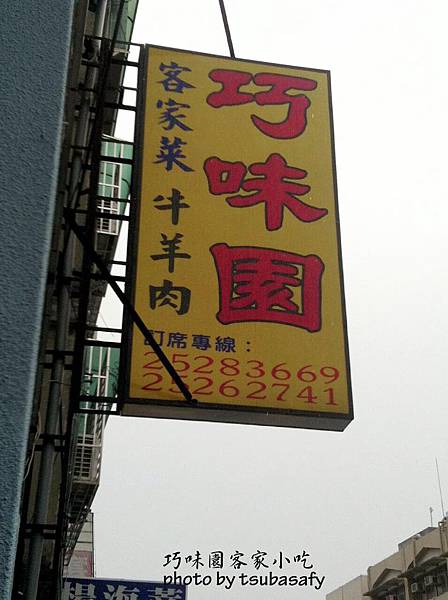 巧味園
客家菜 牛羊肉
訂席專線：
25283669
25262741
巧味園客家小吃
photo by tsubasafy